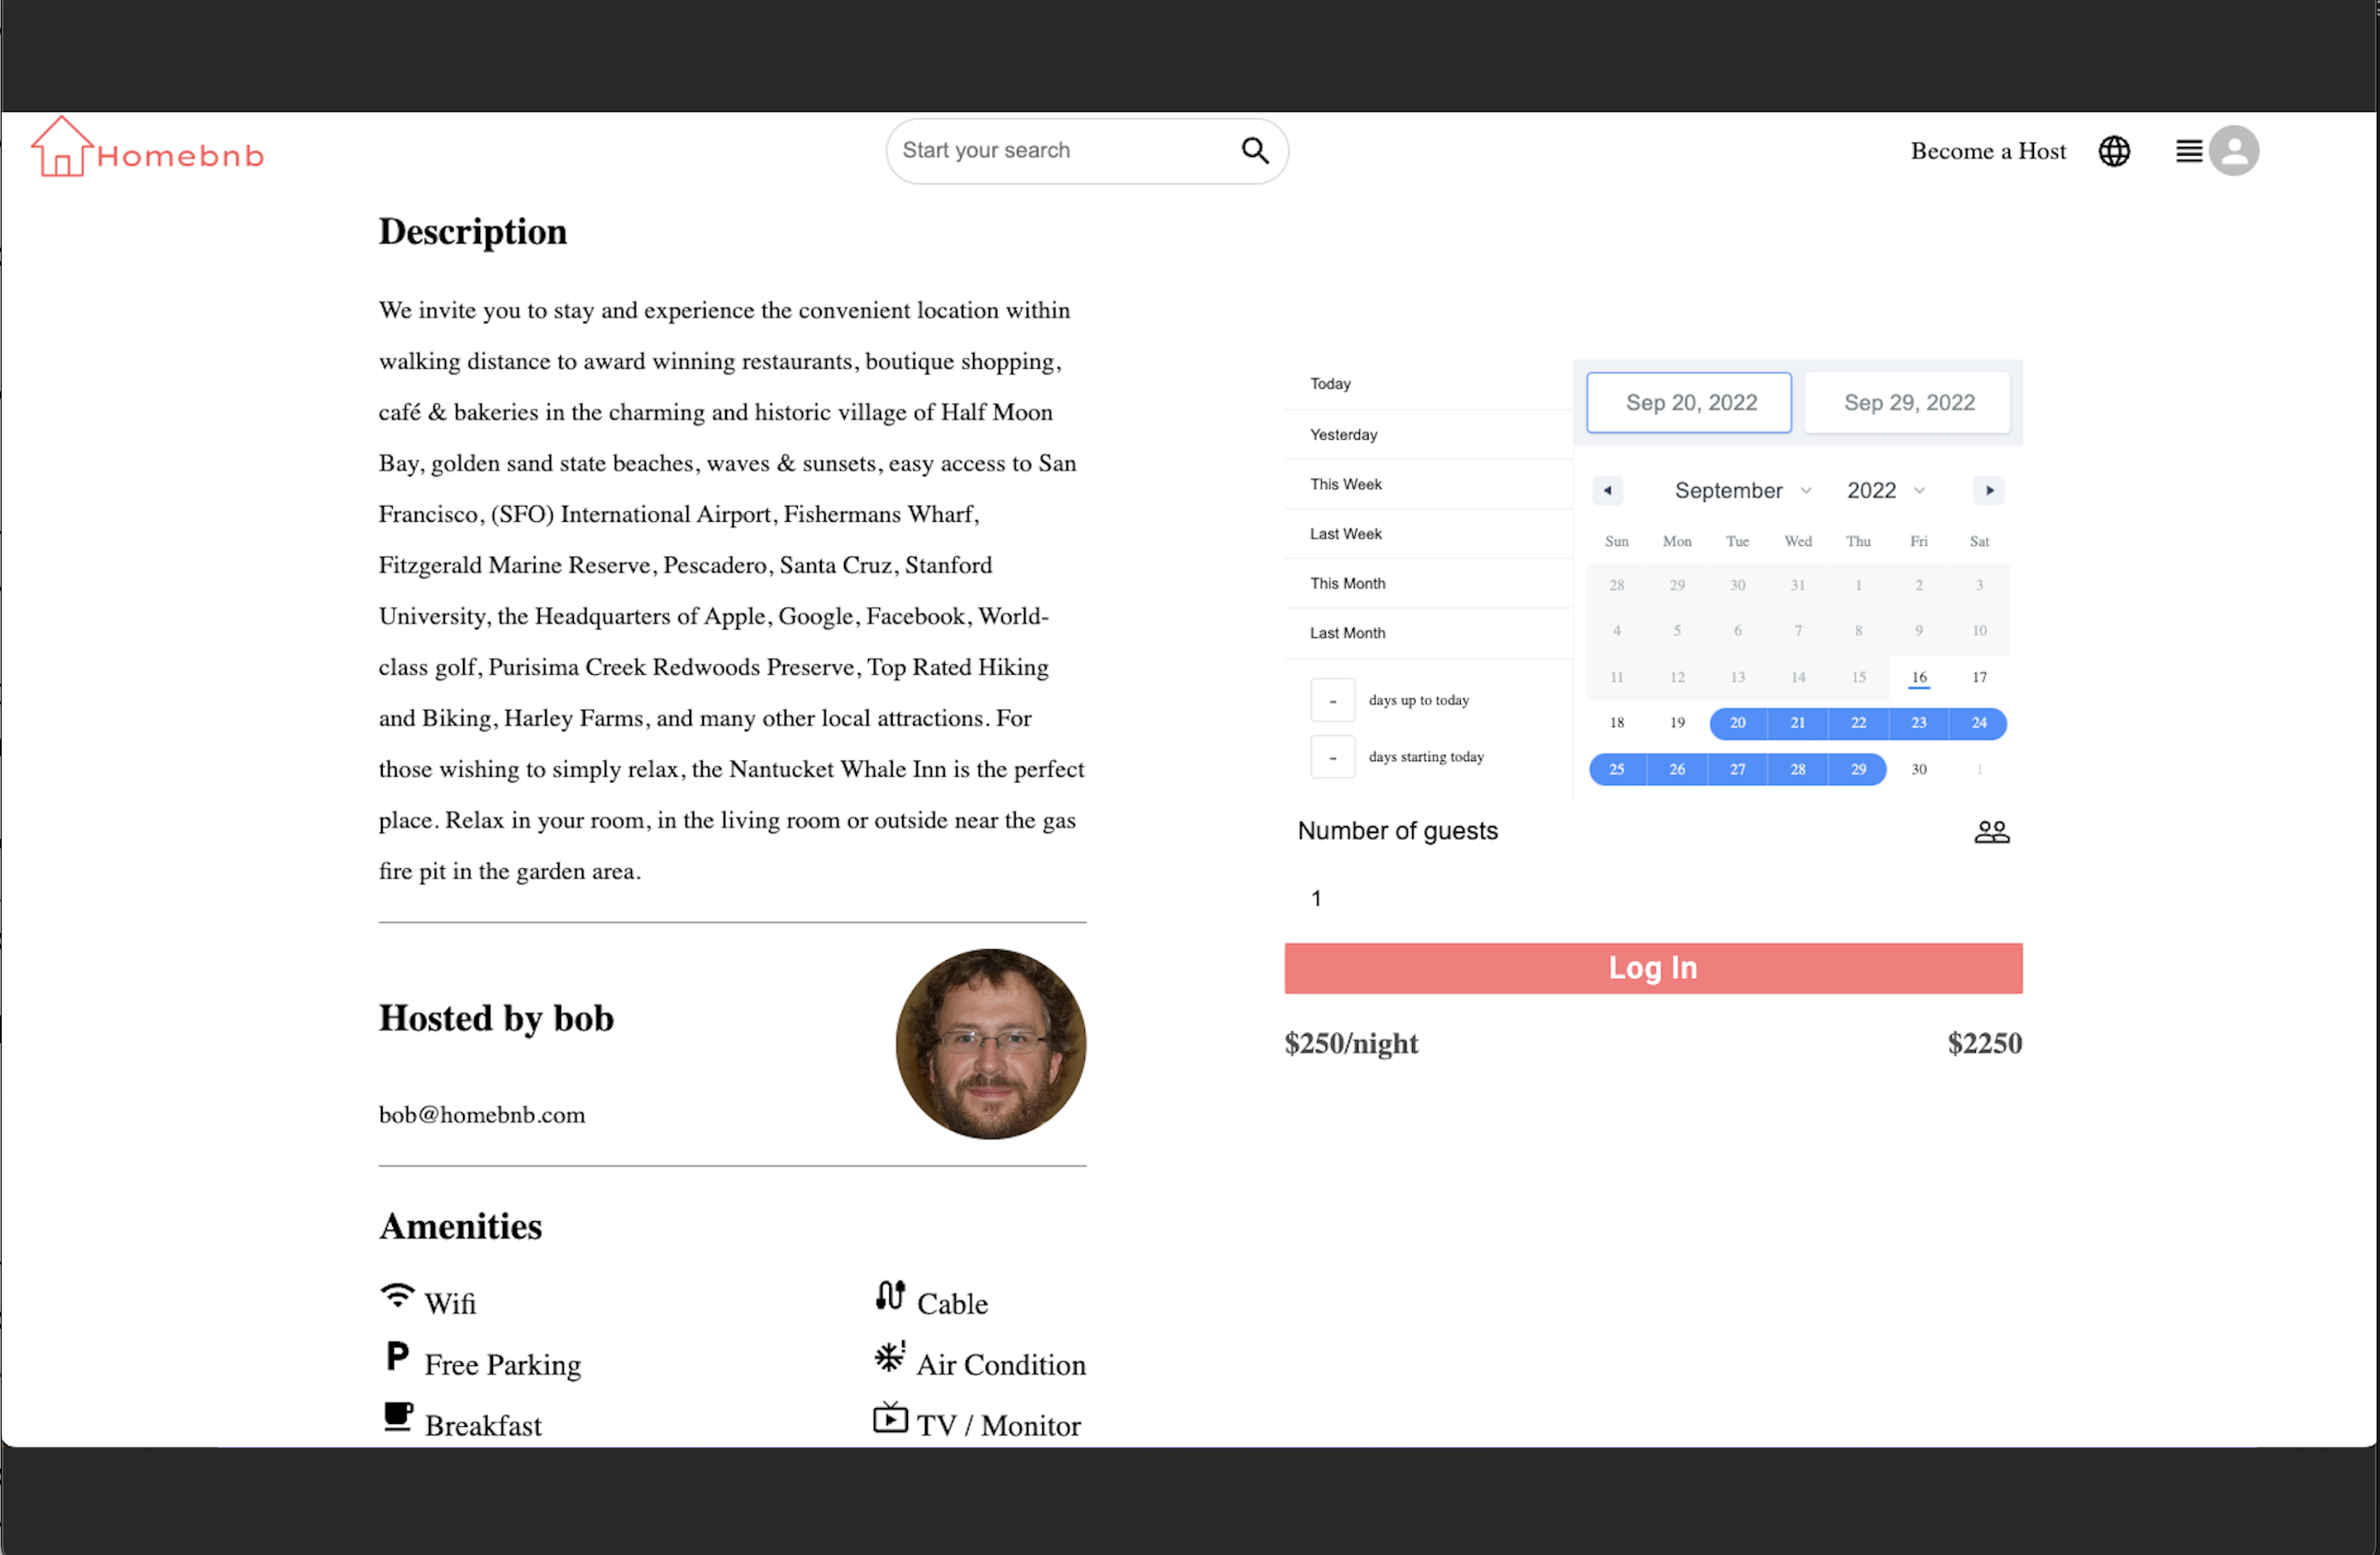 Homebnb
Start your search
Become a Host
Description
We invite you to stay and experience the convenient location within
walking distance to award winning restaurants, boutique shopping,
café & bakeries in the charming and historic village of Half Moon
Bay, golden sand state beaches, waves & sunsets, easy access to San
Francisco, (SFO) International Airport, Fishermans Wharf,
Fitzgerald Marine Reserve, Pescadero, Santa Cruz, Stanford
University, the Headquarters of Apple, Google, Facebook, World-
class golf, Purisima Creek Redwoods Preserve, Top Rated Hiking
and Biking, Harley Farms, and many other local attractions. For
those wishing to simply relax, the Nantucket Whale Inn is the perfect
place. Relax in your room, in the living room or outside near the gas
fire pit in the garden area.
Hosted by bob
bob@homebnb.com
Amenities
Wifi
Cable
Free Parking
Air Condition
Breakfast
TV / Monitor
Today
Yesterday
This Week
Last Week
This Month
Last Month
- days up to today
- days starting today
Sep 20, 2022
Sep 29, 2022
September 2022
Sun Mon Tue Wed Thu Fri Sat
28 29 30 31 1 2 3
4 5 6 7 8 9 10
11 12 13 14 15 16 17
18 19 20 21 22 23 24
25 26 27 28 29 30 1
Number of guests
1
Log In
$250/night
$2250